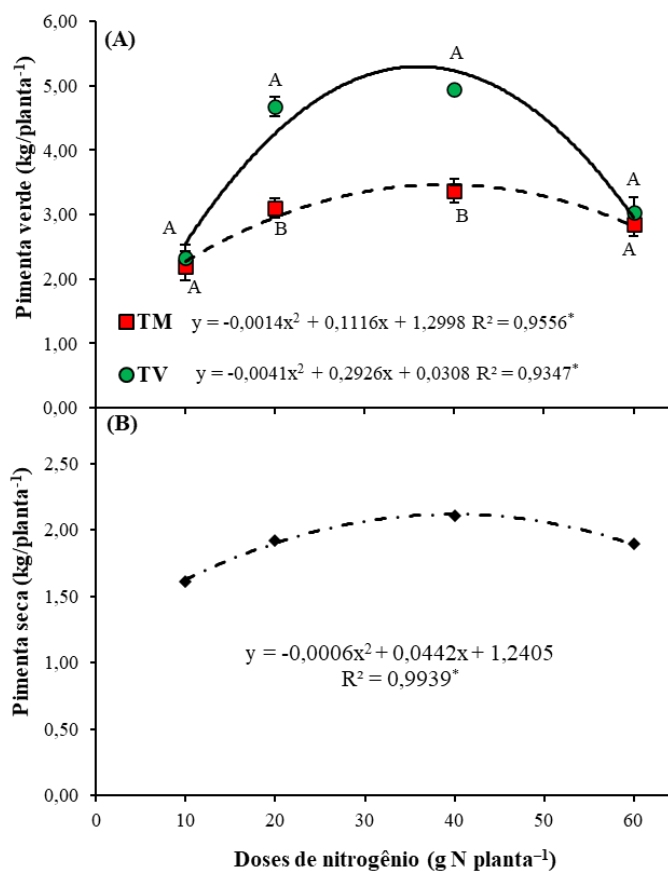 (A)
Pimenta verde (kg/planta⁻¹)
6,00
5,00
4,00
3,00
2,00
1,00
0,00
A
A
A
A
A
B
B
A
TM y = -0,0014x² + 0,1116x + 1,2998 R² = 0,9556*
TV y = -0,0041x² + 0,2926x + 0,0308 R² = 0,9347*
(B)
Pimenta seca (kg/planta⁻¹)
2,50
2,00
1,50
1,00
0,50
0,00
y = -0,0006x² + 0,0442x + 1,2405
R² = 0,9939*
0 10 20 30 40 50 60
Doses de nitrogênio (g N planta⁻¹)